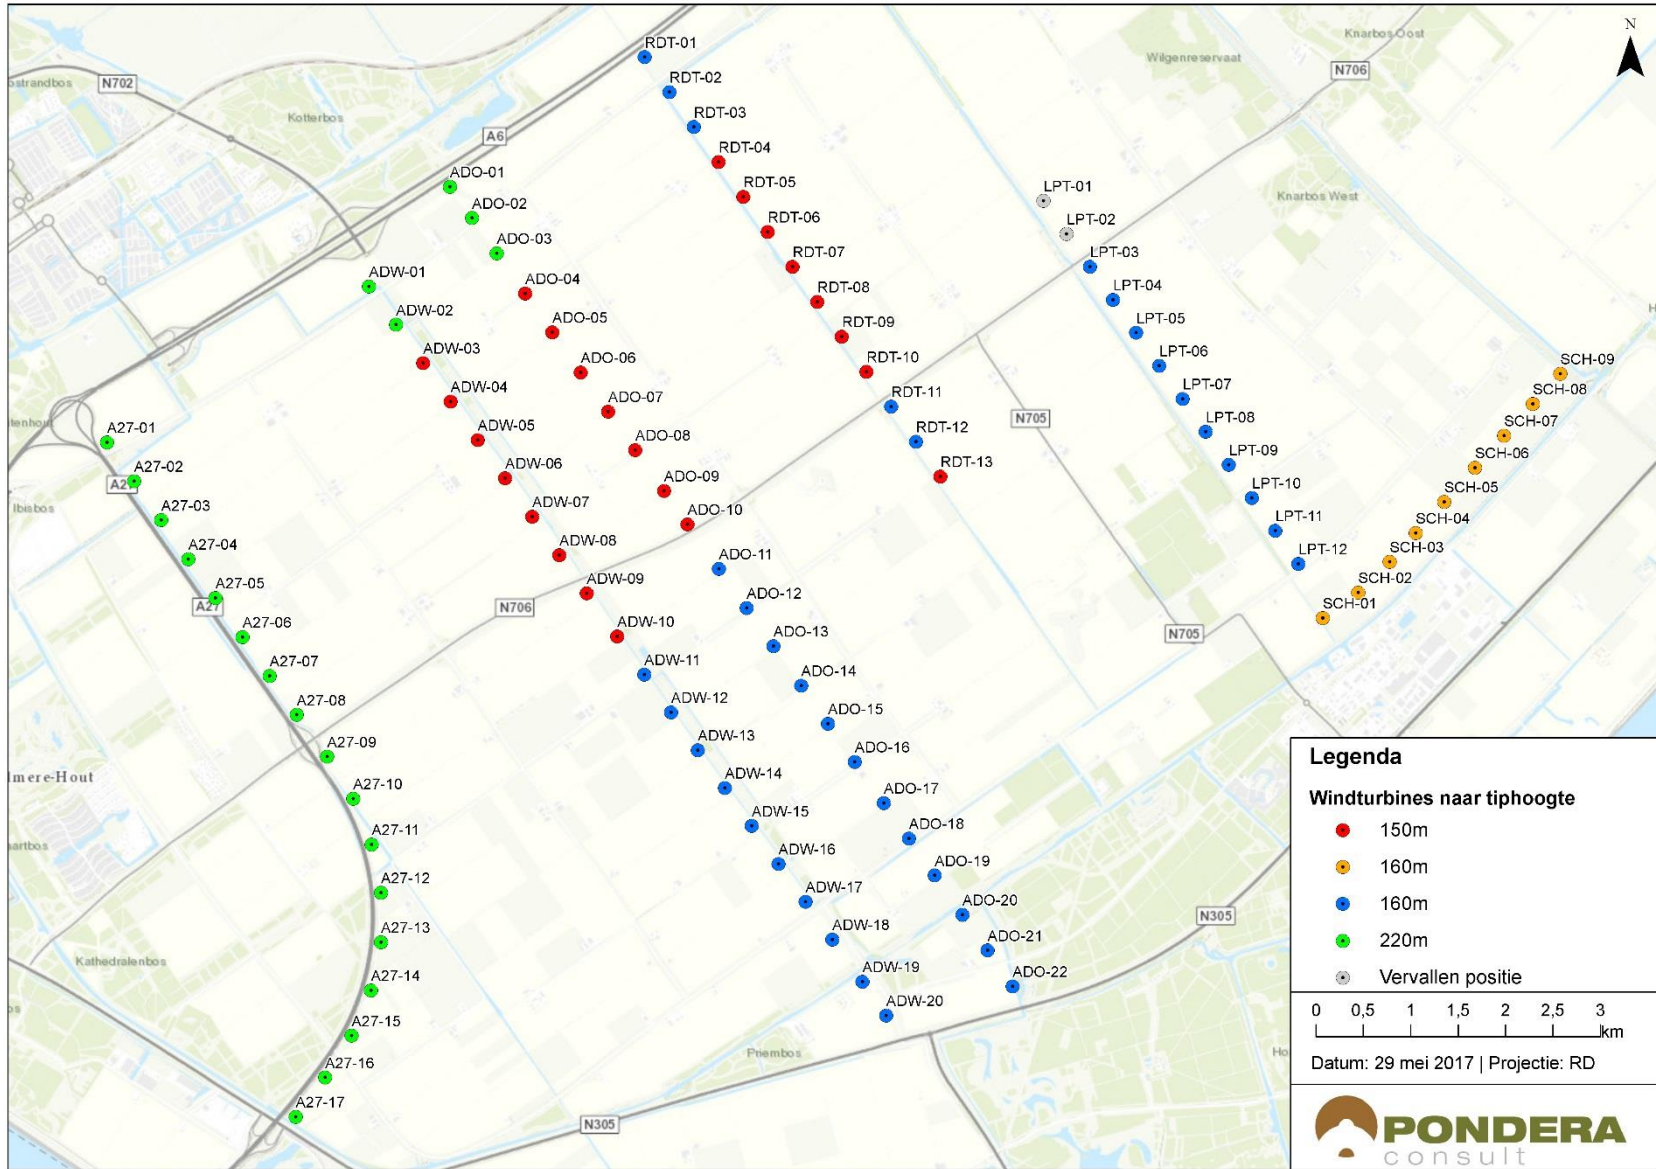 Knarbos Oost
N
RDT-01
Wilgenreservaat
N706
N702
RDT-02
Kotterbos
RDT-03
A6
RDT-04
ADO-01
RDT-05
LPT-01
Knarbos West
ADO-02
RDT-06
LPT-02
ADO-03
RDT-07
LPT-03
ADW-01
ADO-04
RDT-08
LPT-04
ADW-02
ADO-05
RDT-09
LPT-05
ADW-03
ADO-06
RDT-10
LPT-06
SCH-09
ADW-04
ADO-07
RDT-11
LPT-07
SCH-08
A27-01
ADW-05
ADO-08
RDT-12
N705
LPT-08
SCH-07
A27-02
ADW-06
ADO-09
RDT-13
LPT-09
SCH-06
A27
Ibisbos
A27-03
ADW-07
ADO-10
LPT-10
SCH-05
A27-04
ADW-08
ADO-11
LPT-11
SCH-04
A27-05
ADW-09
ADO-12
LPT-12
SCH-03
A27
N706
SCH-02
A27-06
ADW-10
ADO-13
N705
SCH-01
A27-07
ADW-11
ADO-14
A27-08
ADW-12
ADO-15
A27-09
ADW-13
ADO-16
lmere-Hout
A27-10
ADW-14
ADO-17
A27-11
ADW-15
ADO-18
A27-12
ADW-16
ADO-19
A27-13
ADW-17
ADO-20
N305
Kathedralenbos
A27-14
ADW-18
ADO-21
A27-15
ADW-19
ADO-22
ADW-20
Priembos
A27-16
A27-17
N305
Legenda
Windturbines naar tiphoogte
150m
160m
160m
220m
Vervallen positie
0 0,5 1 1,5 2 2,5 3
km
Datum: 29 mei 2017 | Projectie: RD
PONDERA
consult